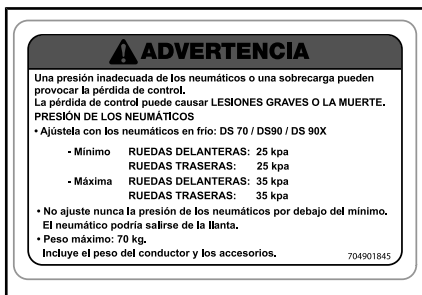 ADVERTENCIA
Una presión inadecuada de los neumáticos o una sobrecarga pueden
provocar la pérdida de control.
La pérdida de control puede causar LESIONES GRAVES O LA MUERTE.
PRESIÓN DE LOS NEUMÁTICOS
• Ajústela con los neumáticos en frío: DS 70 / DS90 / DS 90X
- Mínimo RUEDAS DELANTERAS: 25 kpa
RUEDAS TRASERAS: 25 kpa
- Máxima RUEDAS DELANTERAS: 35 kpa
RUEDAS TRASERAS: 35 kpa
• No ajuste nunca la presión de los neumáticos por debajo del mínimo.
El neumático podría salirse de la llanta.
• Peso máximo: 70 kg.
Incluye el peso del conductor y los accesorios.
704901845